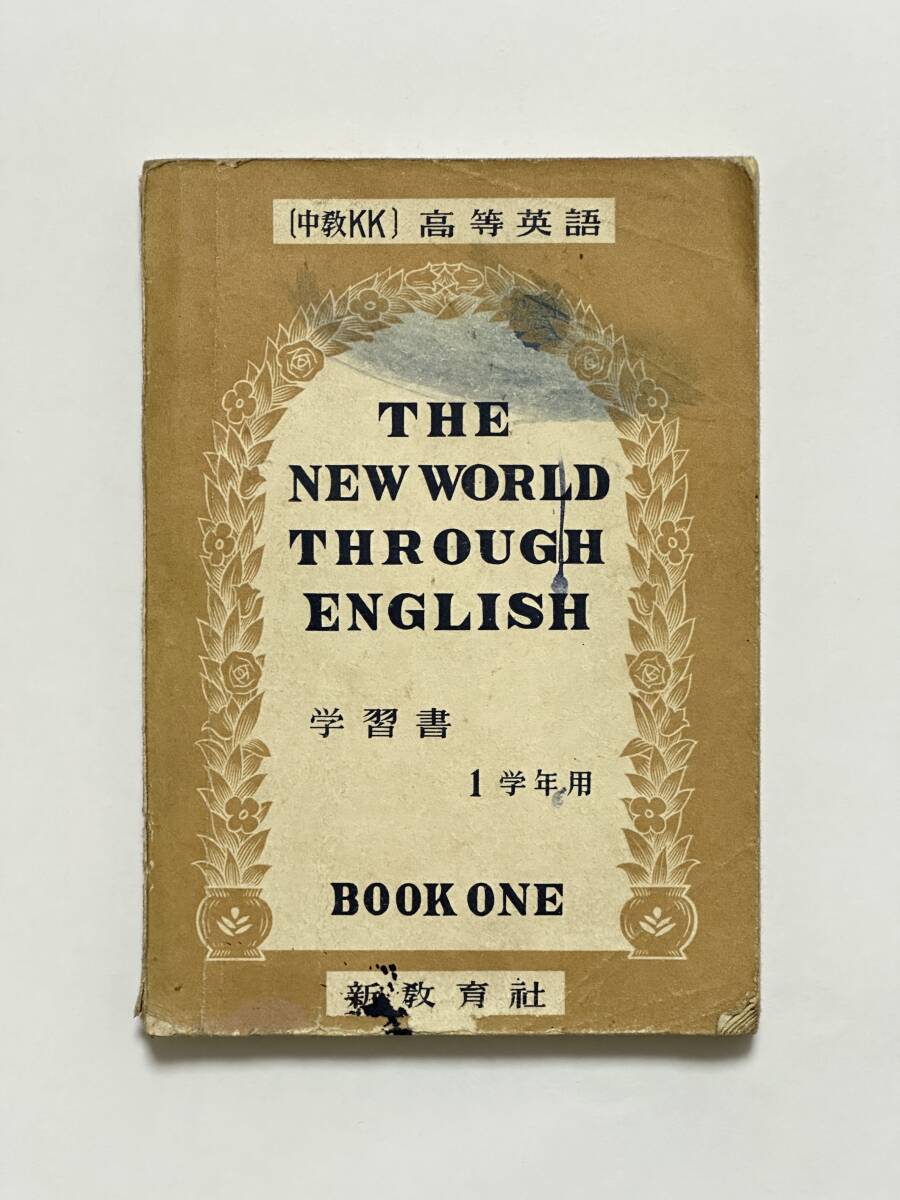 〔中教KK〕高等英語
THE
NEW WORLD
THROUGH
ENGLISH
学習書
1学年用
BOOK ONE
新教育社